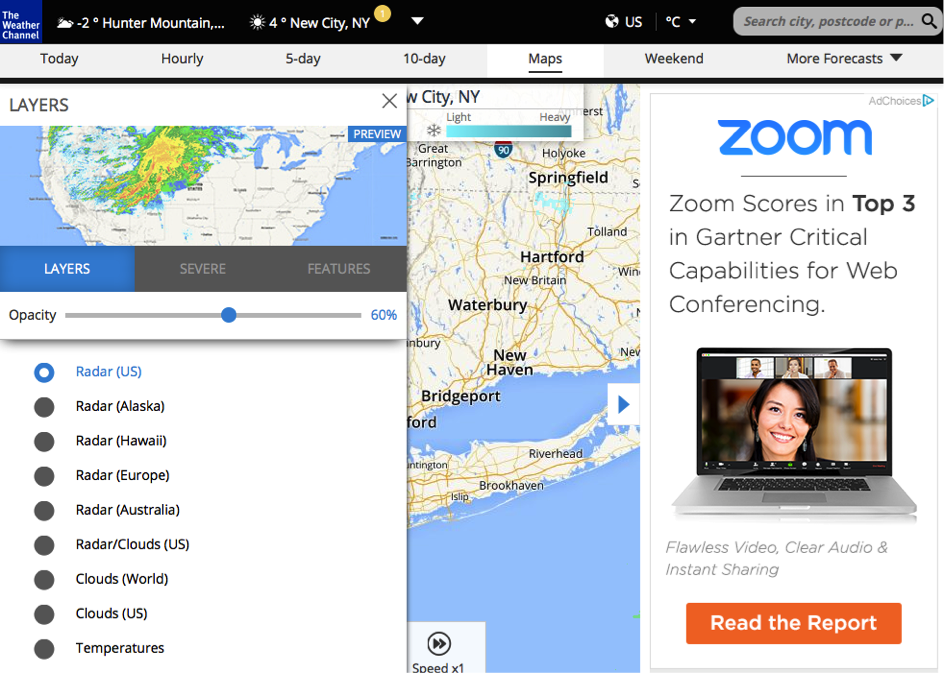 The
Weather
Channel
-2 ° Hunter Mountain,...
4 ° New City, NY
1
US
°C
Search city, postcode or p...
Today
Hourly
5-day
10-day
Maps
Weekend
More Forecasts
LAYERS
PREVIEW
LAYERS
SEVERE
FEATURES
Opacity
60%
Radar (US)
Radar (Alaska)
Radar (Hawaii)
Radar (Europe)
Radar (Australia)
Radar/Clouds (US)
Clouds (World)
Clouds (US)
Temperatures
w City, NY
Light
Heavy
erst
Great
Barrington
90
Holyoke
Springfield
S
Tolland
Hartford
New Britain
Win
Waterbury
nbury
New
Haven
New
Bridgeport
ford
Riverhead
untington
Brookhaven
Islip
Speed x1
AdChoices
zoom
Zoom Scores in Top 3
in Gartner Critical
Capabilities for Web
Conferencing.
Flawless Video, Clear Audio &
Instant Sharing
Read the Report